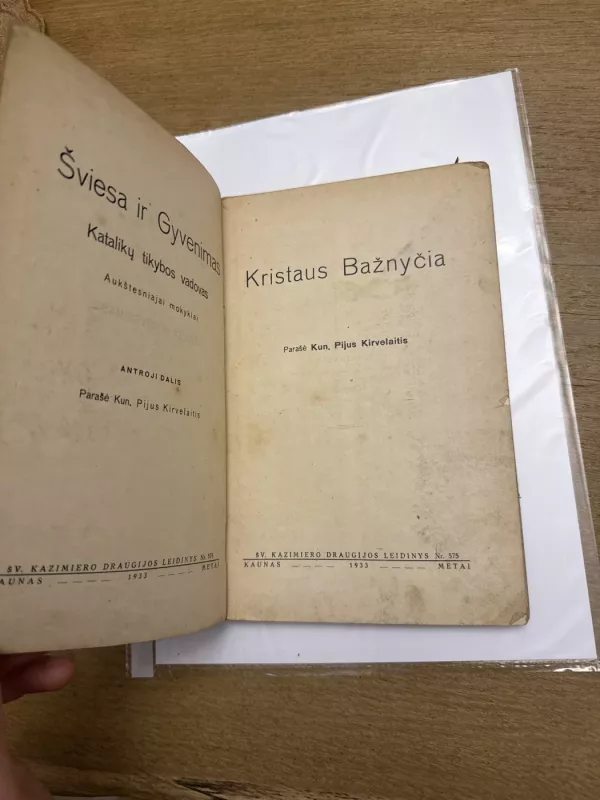 Šviesa ir Gyvenimas
Katalikų tikybos vadovas
Aukštesniajai mokyklai
ANTROJI DALIS
Parašė Kun. Pijus Kirvelaitis
ŠV. KAZIMIERO DRAUGIJOS LEIDINYS Nr. 575
KAUNAS — — — — 1933 — — — — METAI
Kristaus Bažnyčia
Parašė Kun. Pijus Kirvelaitis
ŠV. KAZIMIERO DRAUGIJOS LEIDINYS Nr. 575
KAUNAS — — — — 1933 — — — — METAI